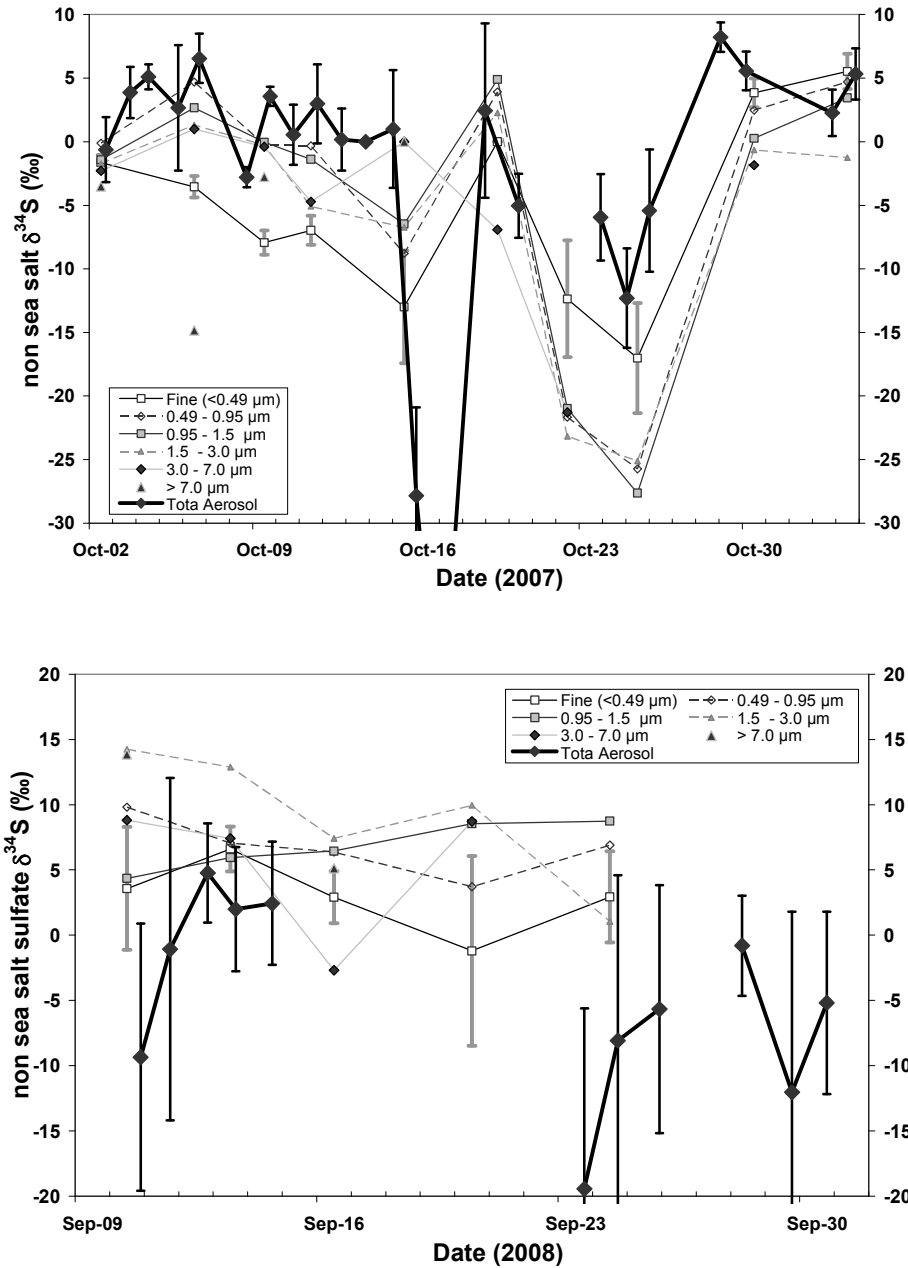 10
10
5
5
0
0
-5
-5
-10
-10
-15
-15
-20
-20
-25
-25
-30
-30
non sea salt δ34S (‰)
Fine (<0.49 µm)
0.49 - 0.95 µm
0.95 - 1.5 µm
1.5 - 3.0 µm
3.0 - 7.0 µm
> 7.0 µm
Tota Aerosol
Oct-02 Oct-09 Oct-16 Oct-23 Oct-30
Date (2007)
20
20
15
15
10
10
5
5
0
0
-5
-5
-10
-10
-15
-15
-20
-20
non sea salt sulfate δ34S (‰)
Fine (<0.49 µm) 0.49 - 0.95 µm
0.95 - 1.5 µm 1.5 - 3.0 µm
3.0 - 7.0 µm > 7.0 µm
Tota Aerosol
Sep-09 Sep-16 Sep-23 Sep-30
Date (2008)